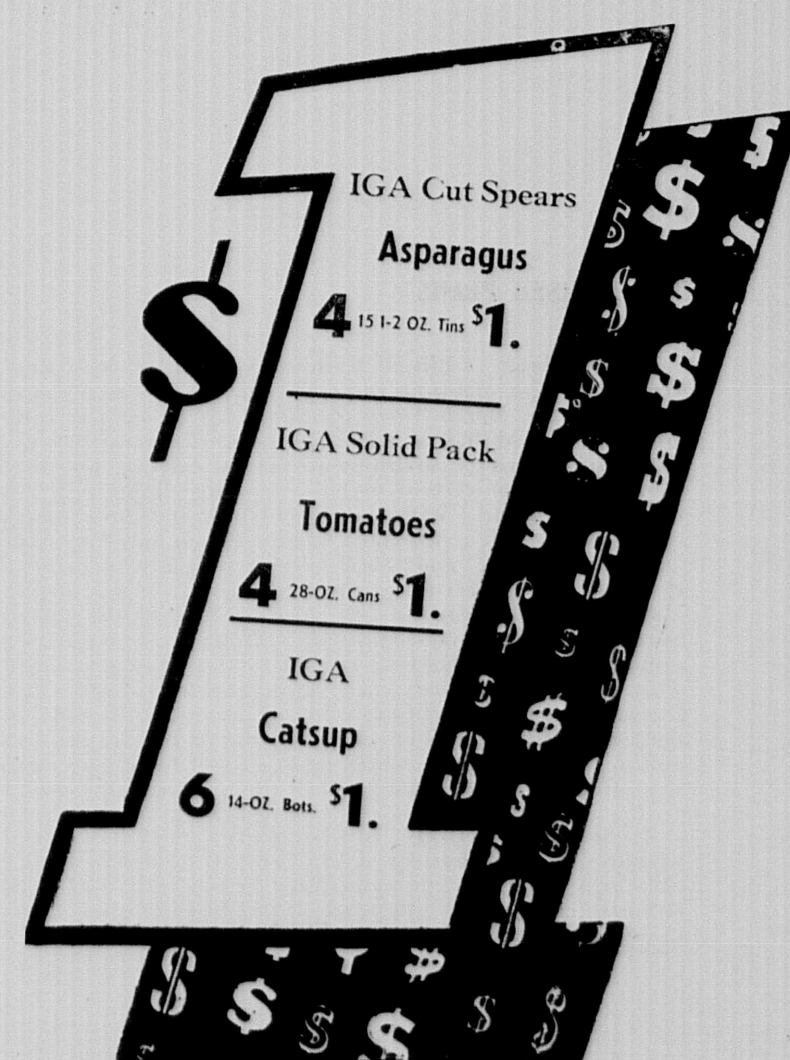 $
IGA Cut Spears
Asparagus
4 15 1-2 OZ. Tins $1.
IGA Solid Pack
Tomatoes
4 28-OZ. Cans $1.
IGA
Catsup
6 14-OZ. Bots. $1.